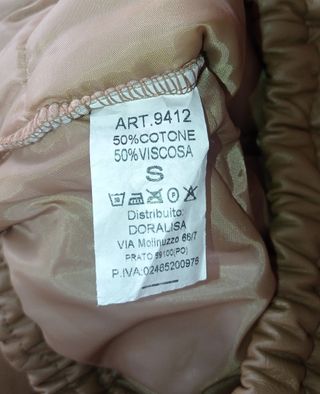 ART.9412
50%COTONE
50%VISCOSA
S
Distribuito
DORALISA
VIA Molinuzzo 66/7
PRATO 59100(PO)
P.IVA:02485200976